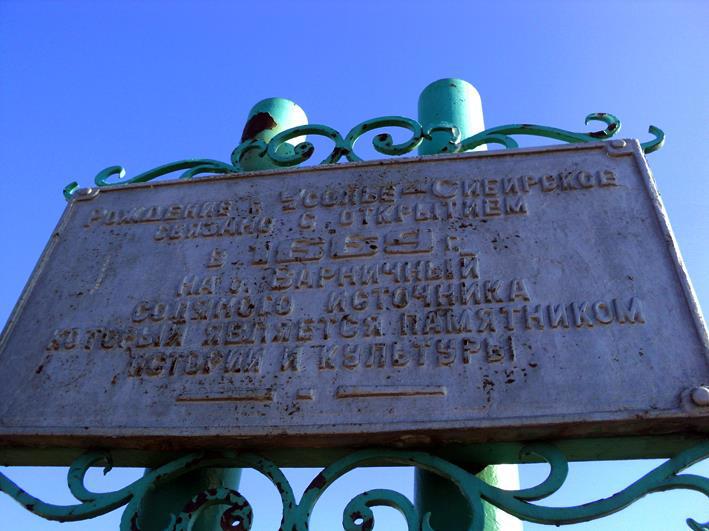 РОЖДЕНИЕ Г. УСОЛЬЕ-СИБИРСКОЕ
СВЯЗАНО С ОТКРЫТИЕМ
В 1669 Г.
НА О. ВАРНИЧНЫЙ
СОЛЯНОГО ИСТОЧНИКА
КОТОРЫЙ ЯВЛЯЕТСЯ ПАМЯТНИКОМ
ИСТОРИИ И КУЛЬТУРЫ